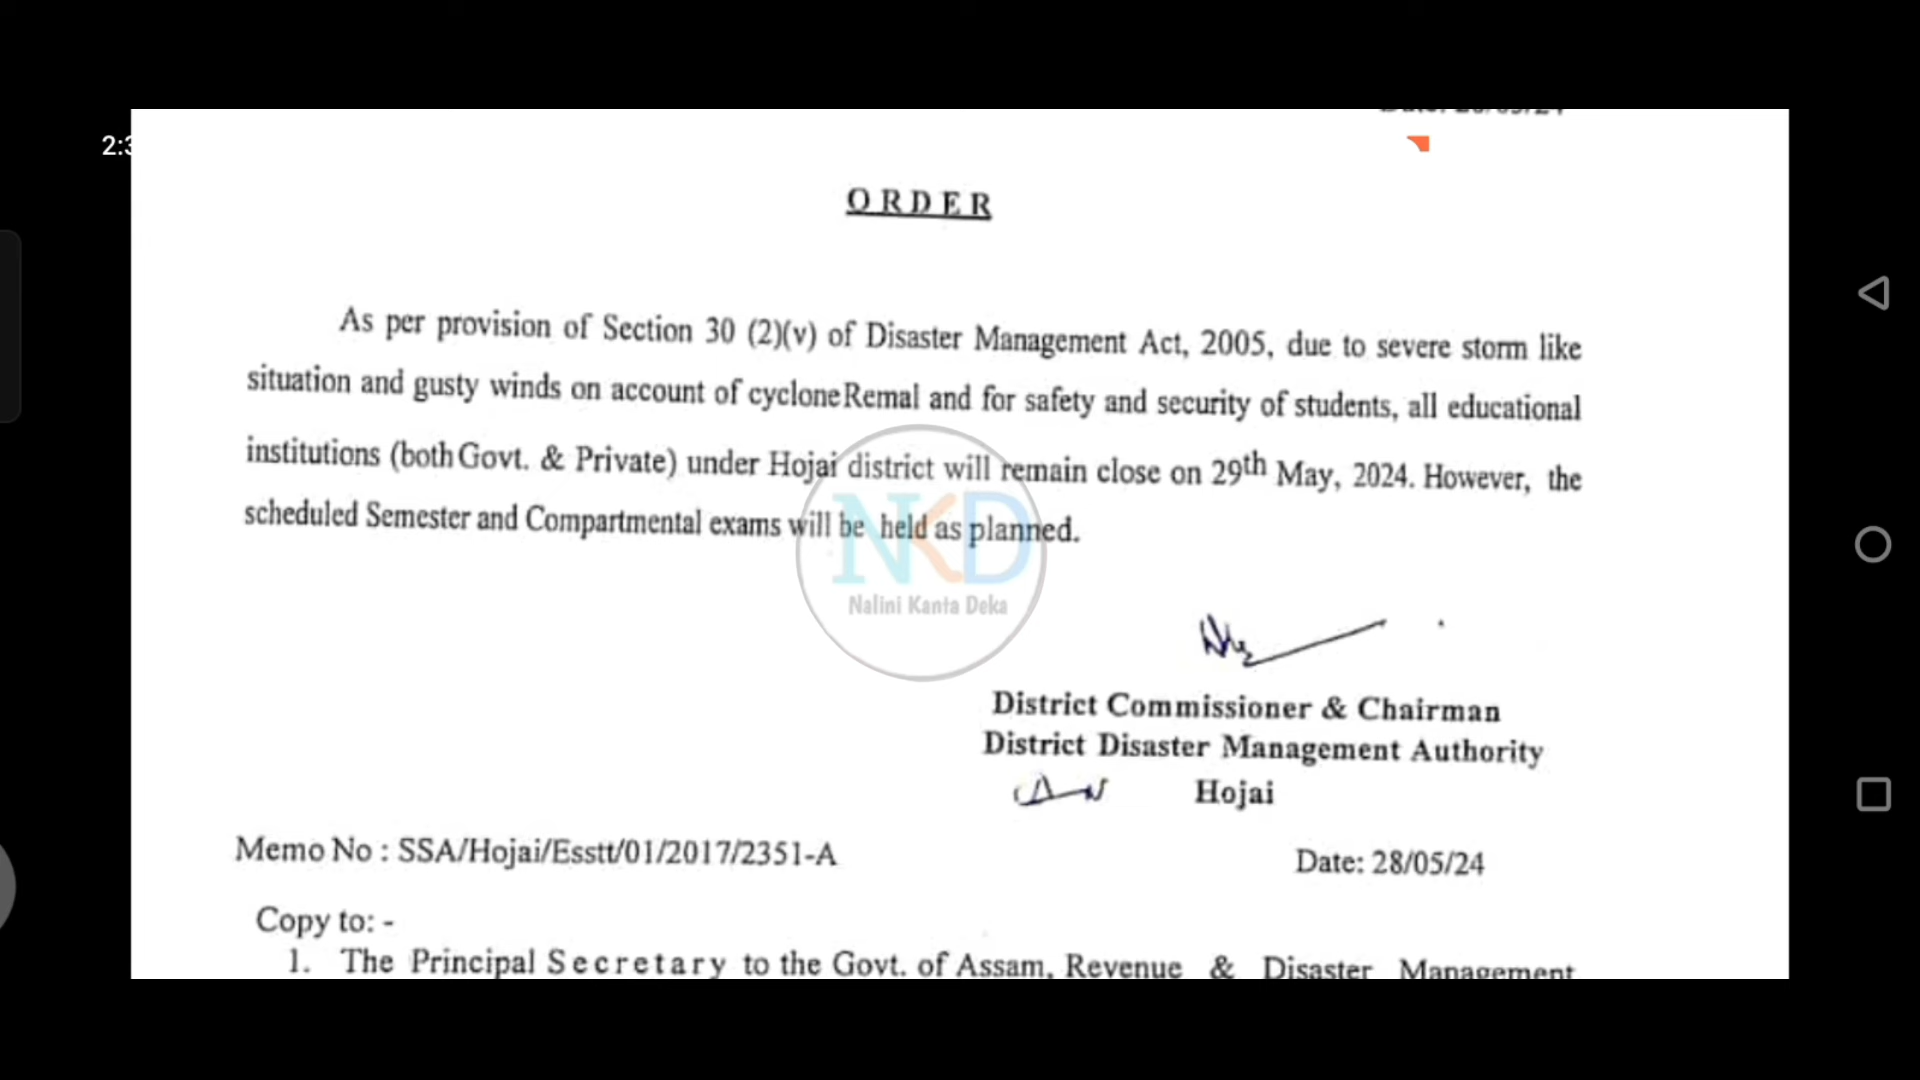 2:3
ORDER
As per provision of Section 30 (2)(v) of Disaster Management Act, 2005, due to severe storm like
situation and gusty winds on account of cyclone Remal and for safety and security of students, all educational
institutions (both Govt. & Private) under Hojai district will remain close on 29th May, 2024. However, the
scheduled Semester and Compartmental exams will be held as planned.
NKD
Nalini Kanta Deka
District Commissioner & Chairman
District Disaster Management Authority
Hojai
Memo No : SSA/Hojai/Esstt/01/2017/2351-A
Date: 28/05/24
Copy to: -
1. The Principal Secretary to the Govt. of Assam, Revenue & Disaster Management